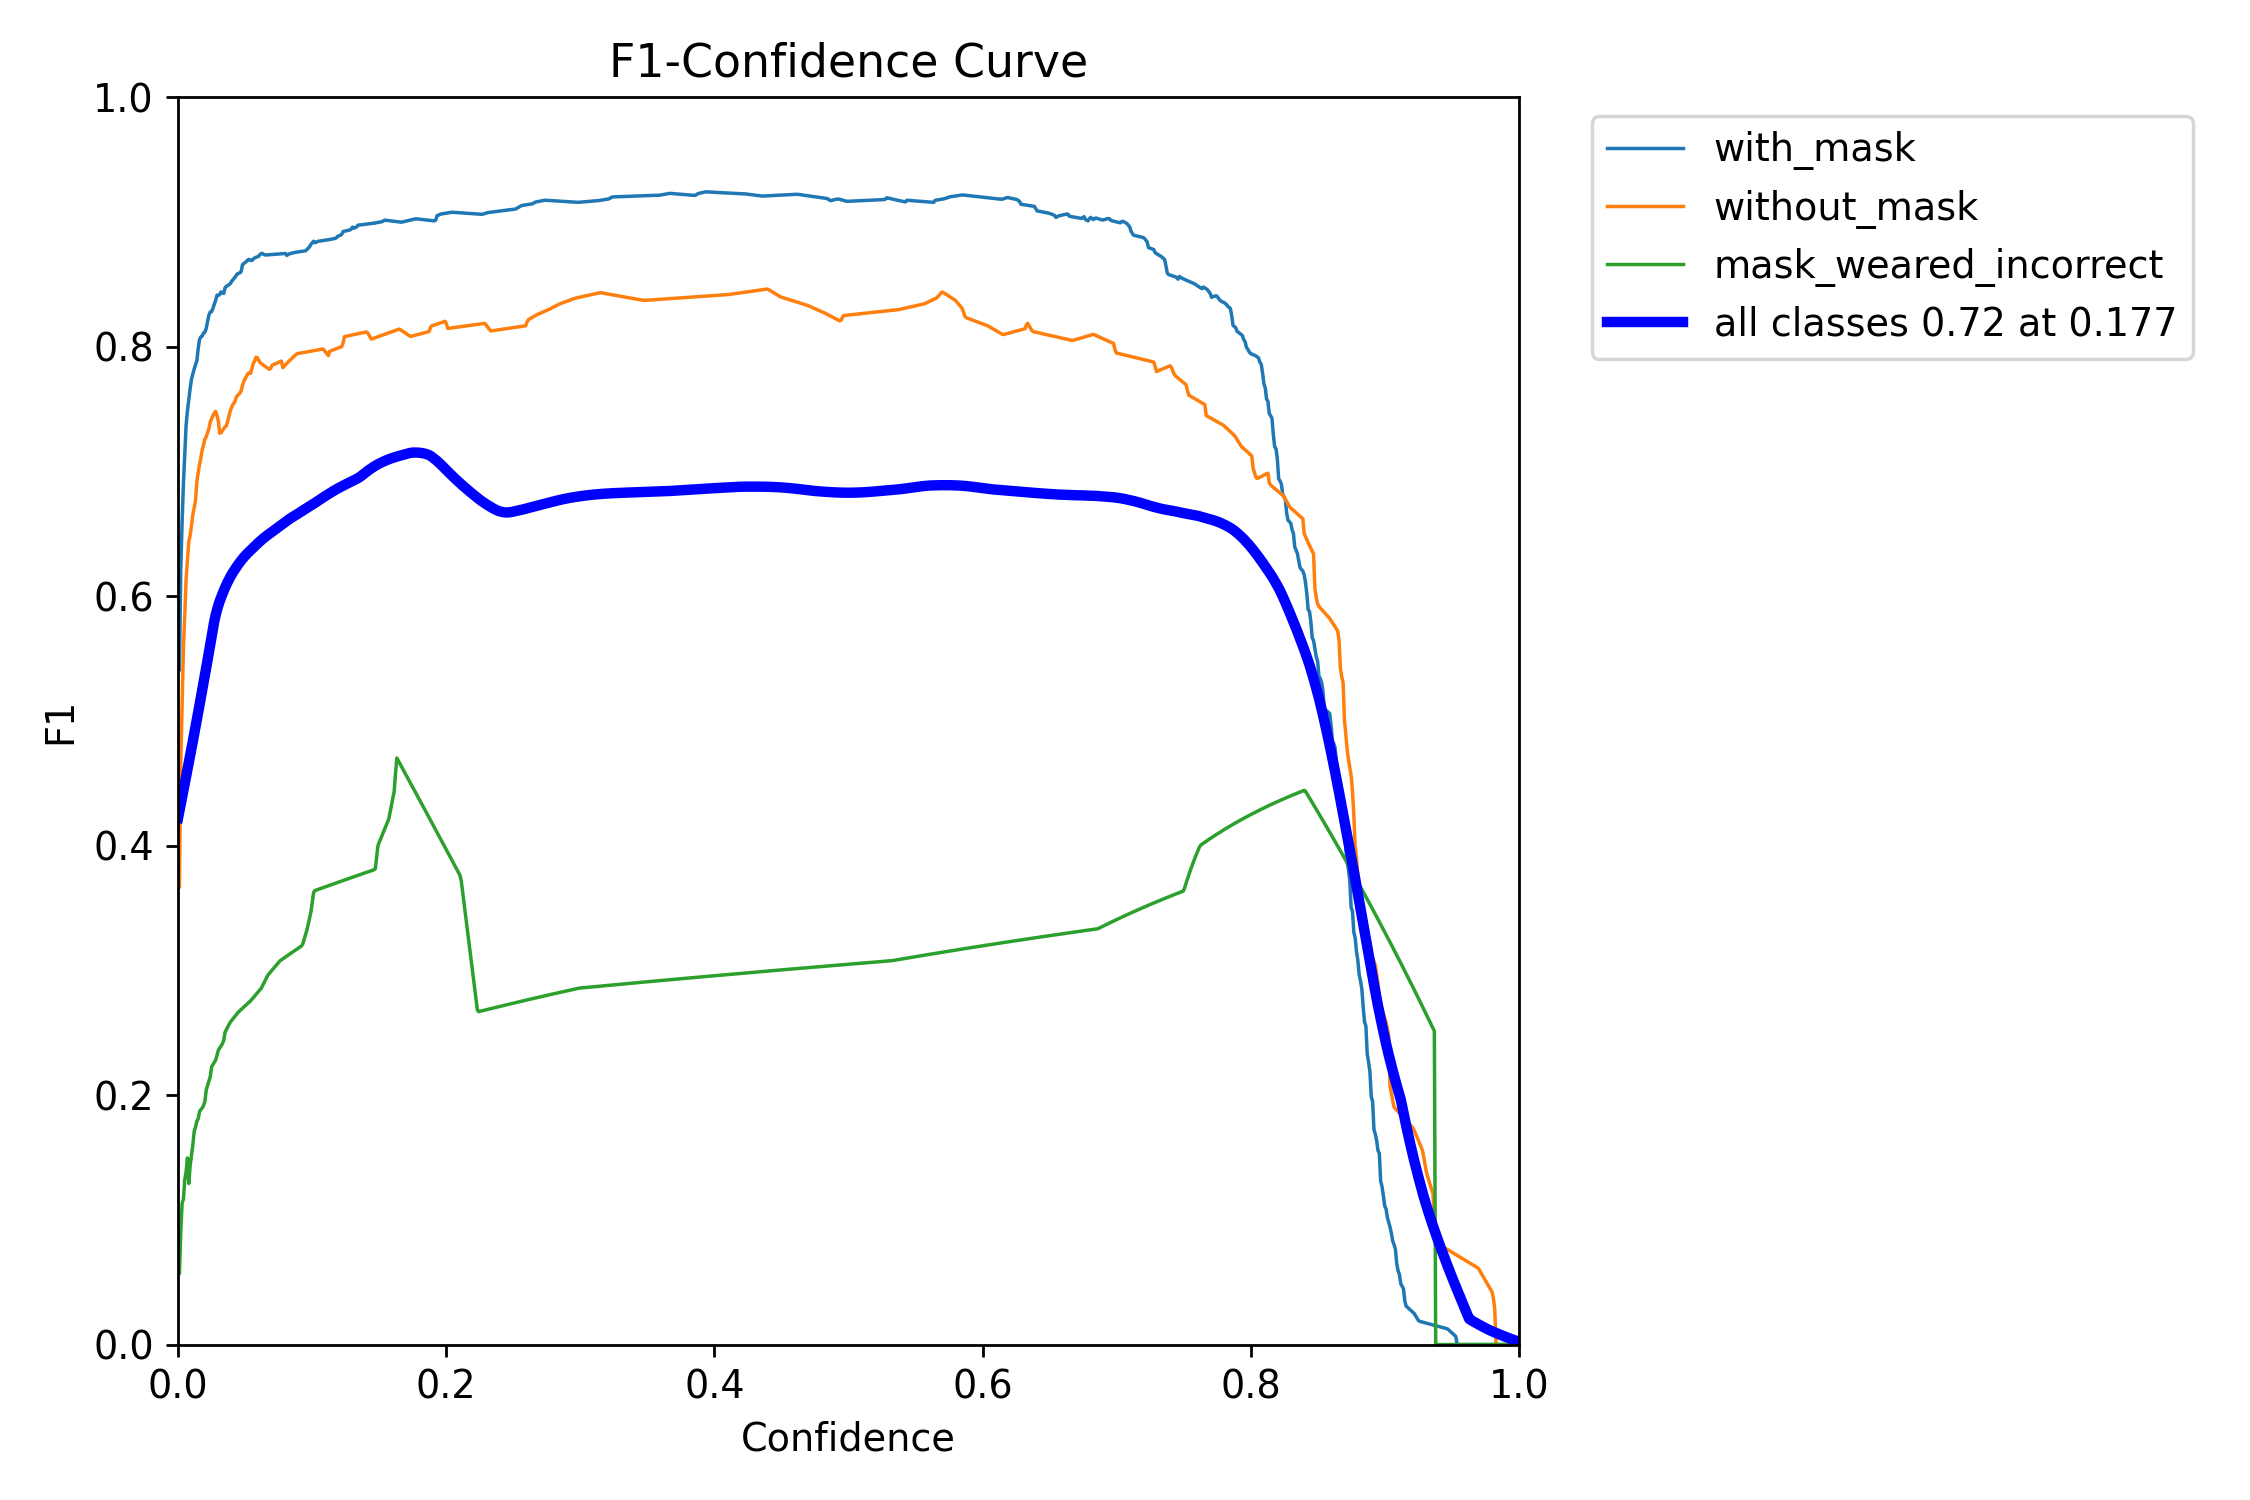 F1-Confidence Curve
1.0
0.8
0.6
0.4
0.2
0.0
F1
0.0 0.2 0.4 0.6 0.8 1.0
Confidence
with_mask
without_mask
mask_weared_incorrect
all classes 0.72 at 0.177